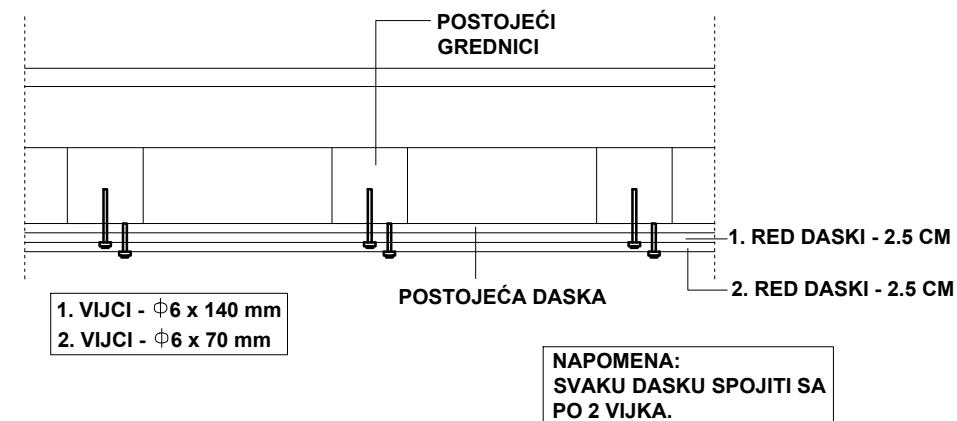 POSTOJEĆI
GREDNICI
1. RED DASKI - 2.5 CM
POSTOJEĆA DASKA
2. RED DASKI - 2.5 CM
1. VIJCI - ϕ6 x 140 mm
2. VIJCI - ϕ6 x 70 mm
NAPOMENA:
SVAKU DASKU SPOJITI SA
PO 2 VIJKA.